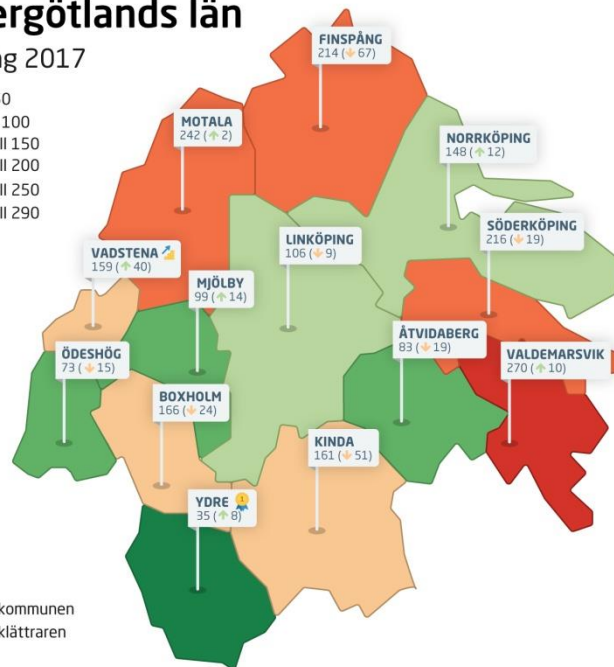 ergötlands län
g 2017
0
100
ll 150
ll 200
ll 250
ll 290
FINSPÅNG
214 (↓ 67)
MOTALA
242 (↑ 2)
NORRKÖPING
148 (↑ 12)
SÖDERKÖPING
216 (↓ 19)
LINKÖPING
106 (↓ 9)
VADSTENA
159 (↑ 40)
MJÖLBY
99 (↑ 14)
ÅTVIDABERG
83 (↓ 19)
VALDEMARSVIK
270 (↑ 10)
ÖDESHÖG
73 (↓ 15)
BOXHOLM
166 (↓ 24)
KINDA
161 (↓ 51)
YDRE 1
35 (↑ 8)
kommunen
klättraren